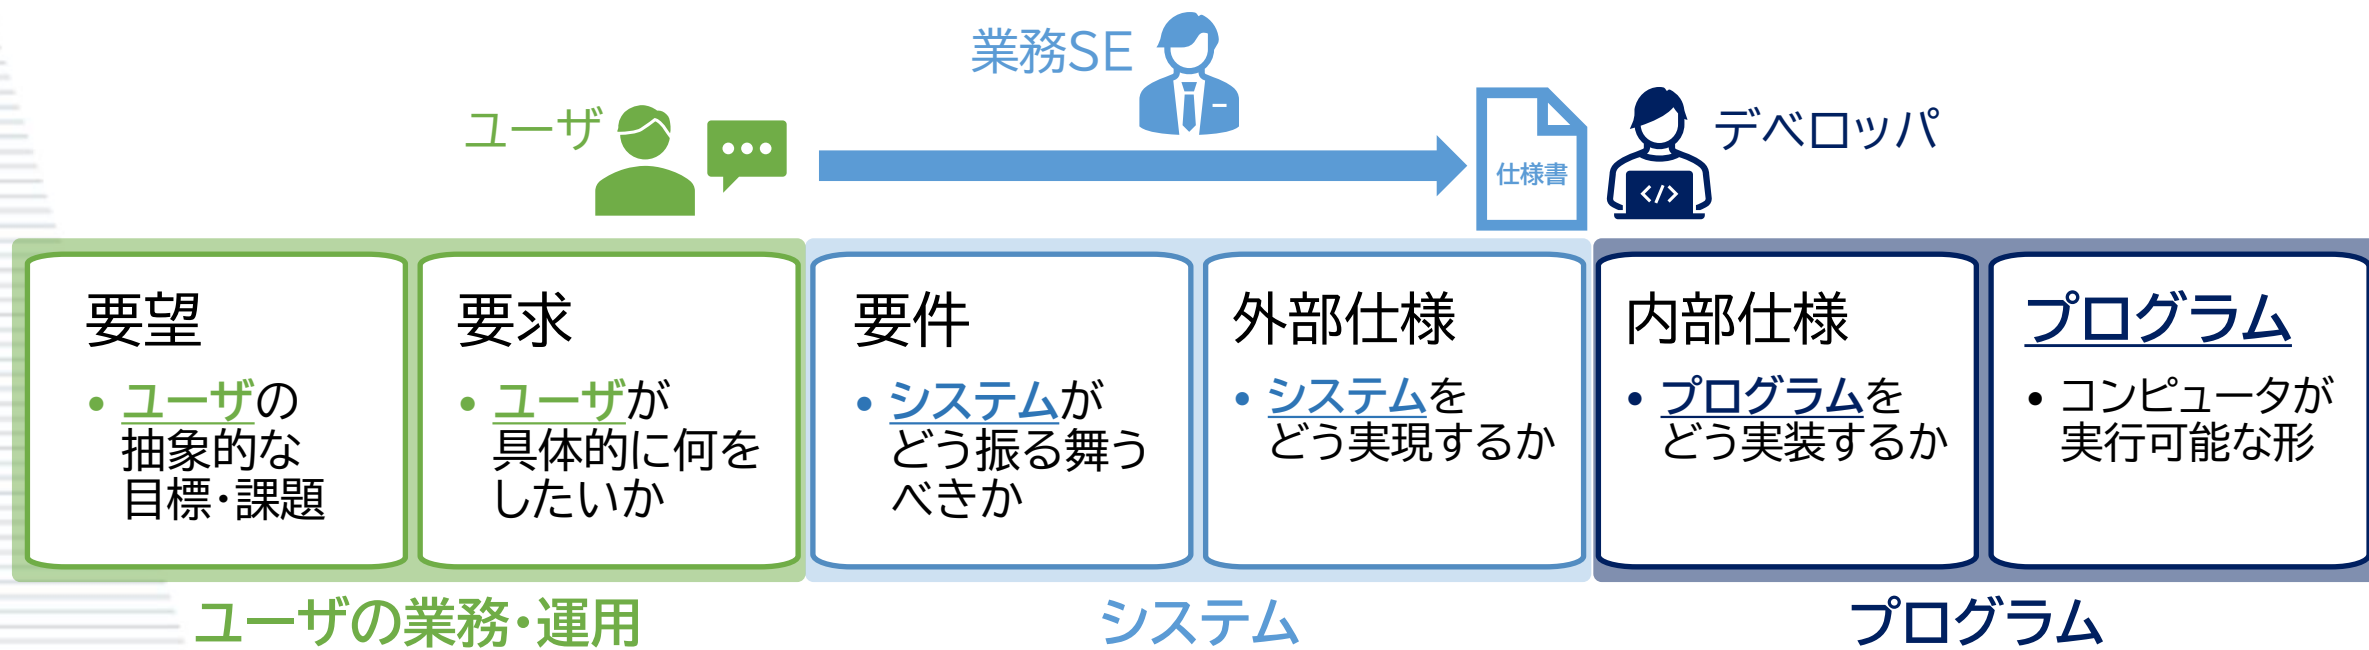 業務SE
ユーザ
仕様書
</>
デベロッパ
要望
• ユーザの
抽象的な
目標・課題
要求
• ユーザが
具体的に何を
したいか
要件
• システムが
どう振る舞う
べきか
外部仕様
• システムを
どう実現するか
内部仕様
• プログラムを
どう実装するか
プログラム
• コンピュータが
実行可能な形
ユーザの業務・運用
システム
プログラム